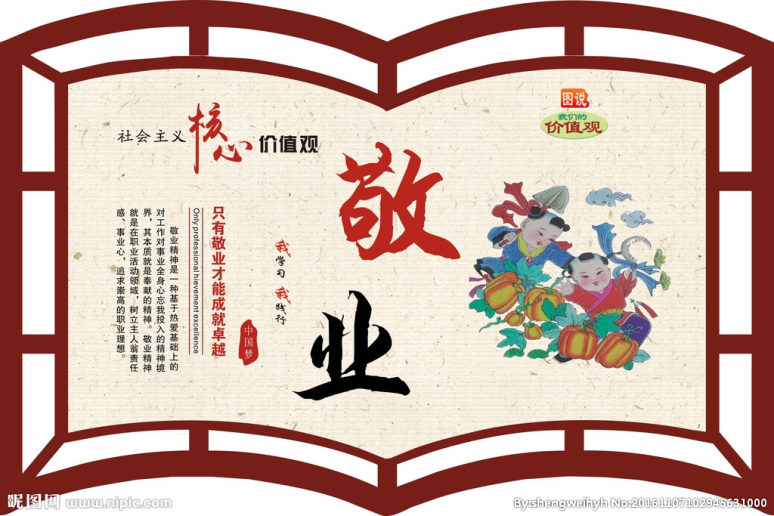 社会主义核心价值观
图说
我们的
价值观
敬业
我学习 我践行
只有敬业才能成就卓越
Only professional hievement excellence
中国梦
敬业精神是一种基于热爱基础上的
对工作对事业全身心忘我投入的精神境
界，其本质就是奉献的精神。敬业精神
就是在职业活动领域，树立主人翁责任
感、事业心，追求崇高的职业理想。
昵图网 www.nipic.com
By:shengweihyh No:20161107102945631000